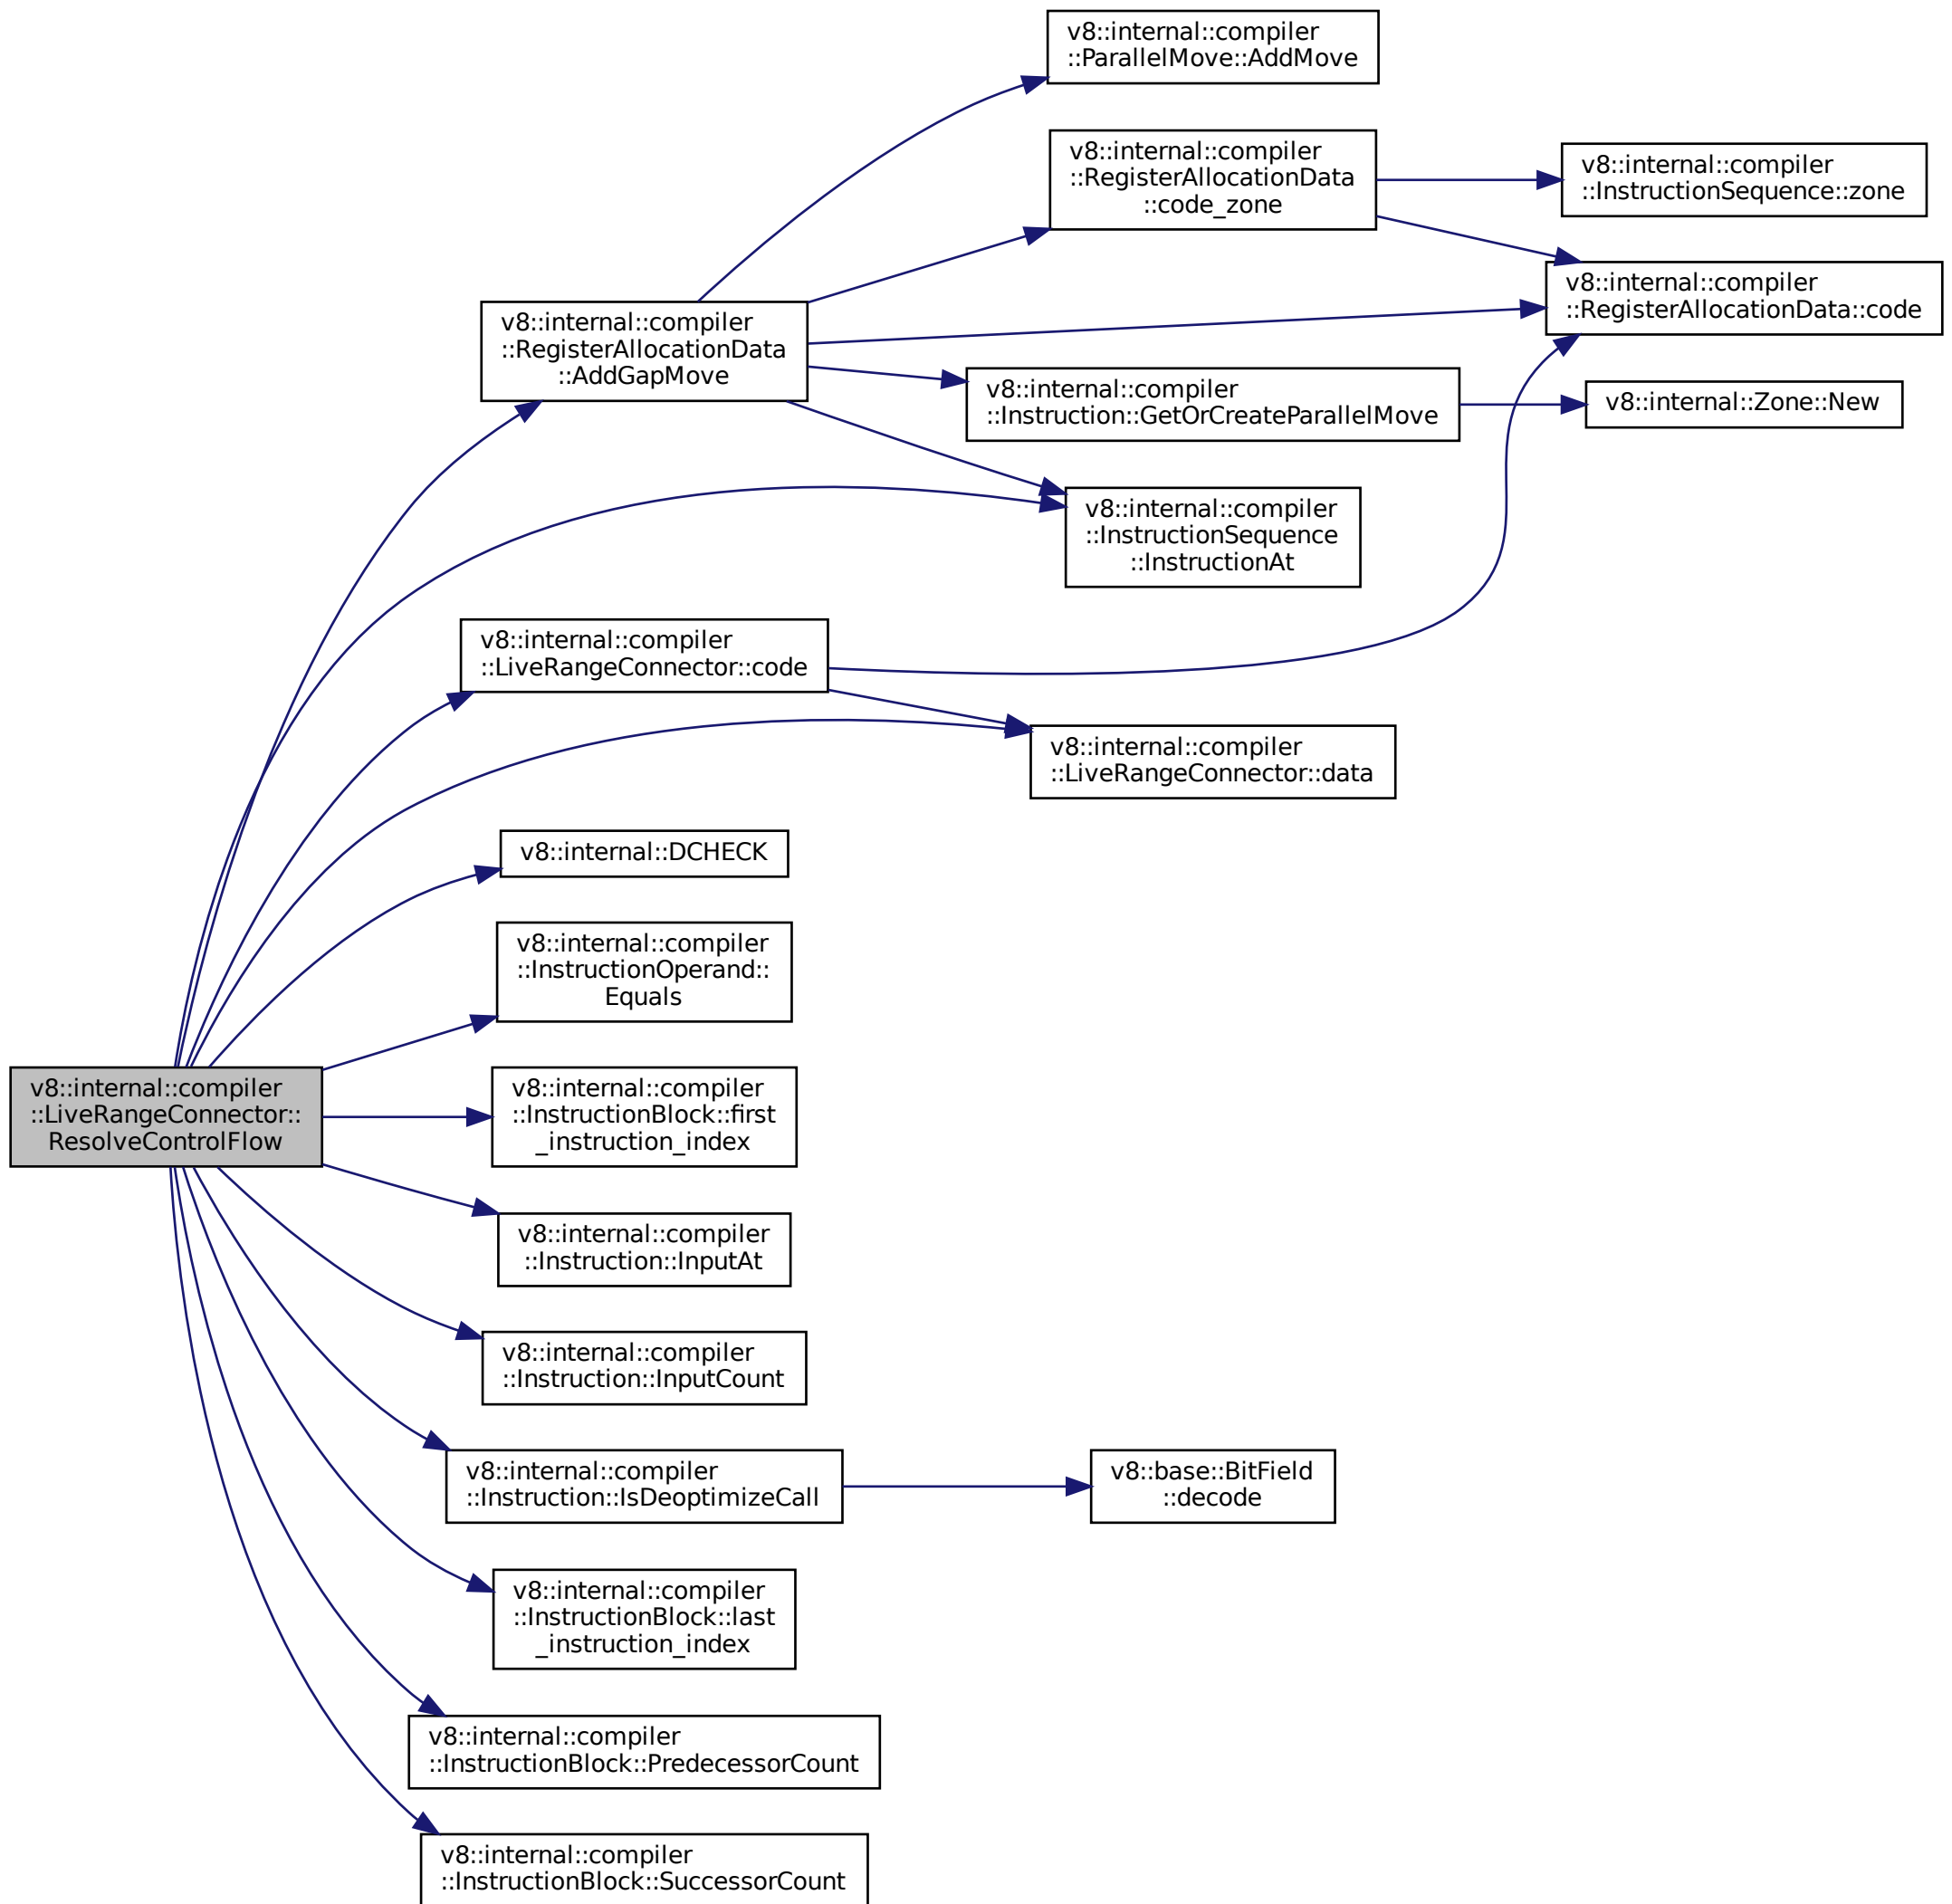 v8::internal::compiler
::ParallelMove::AddMove
v8::internal::compiler
::RegisterAllocationData
::code_zone
v8::internal::compiler
::InstructionSequence::zone
v8::internal::compiler
::RegisterAllocationData::code
v8::internal::compiler
::RegisterAllocationData
::AddGapMove
v8::internal::compiler
::Instruction::GetOrCreateParallelMove
v8::internal::Zone::New
v8::internal::compiler
::InstructionSequence
::InstructionAt
v8::internal::compiler
::LiveRangeConnector::code
v8::internal::compiler
::LiveRangeConnector::data
v8::internal::DCHECK
v8::internal::compiler
::InstructionOperand::
Equals
v8::internal::compiler
::LiveRangeConnector::
ResolveControlFlow
v8::internal::compiler
::InstructionBlock::first
_instruction_index
v8::internal::compiler
::Instruction::InputAt
v8::internal::compiler
::Instruction::InputCount
v8::internal::compiler
::Instruction::IsDeoptimizeCall
v8::base::BitField
::decode
v8::internal::compiler
::InstructionBlock::last
_instruction_index
v8::internal::compiler
::InstructionBlock::PredecessorCount
v8::internal::compiler
::InstructionBlock::SuccessorCount